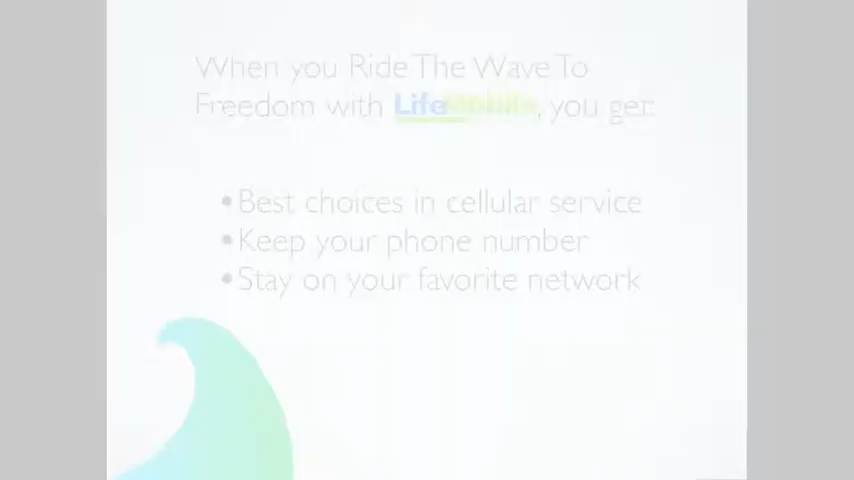 When you Ride The Wave To
Freedom with LifeMobile, you get:
•Best choices in cellular service
•Keep your phone number
•Stay on your favorite network